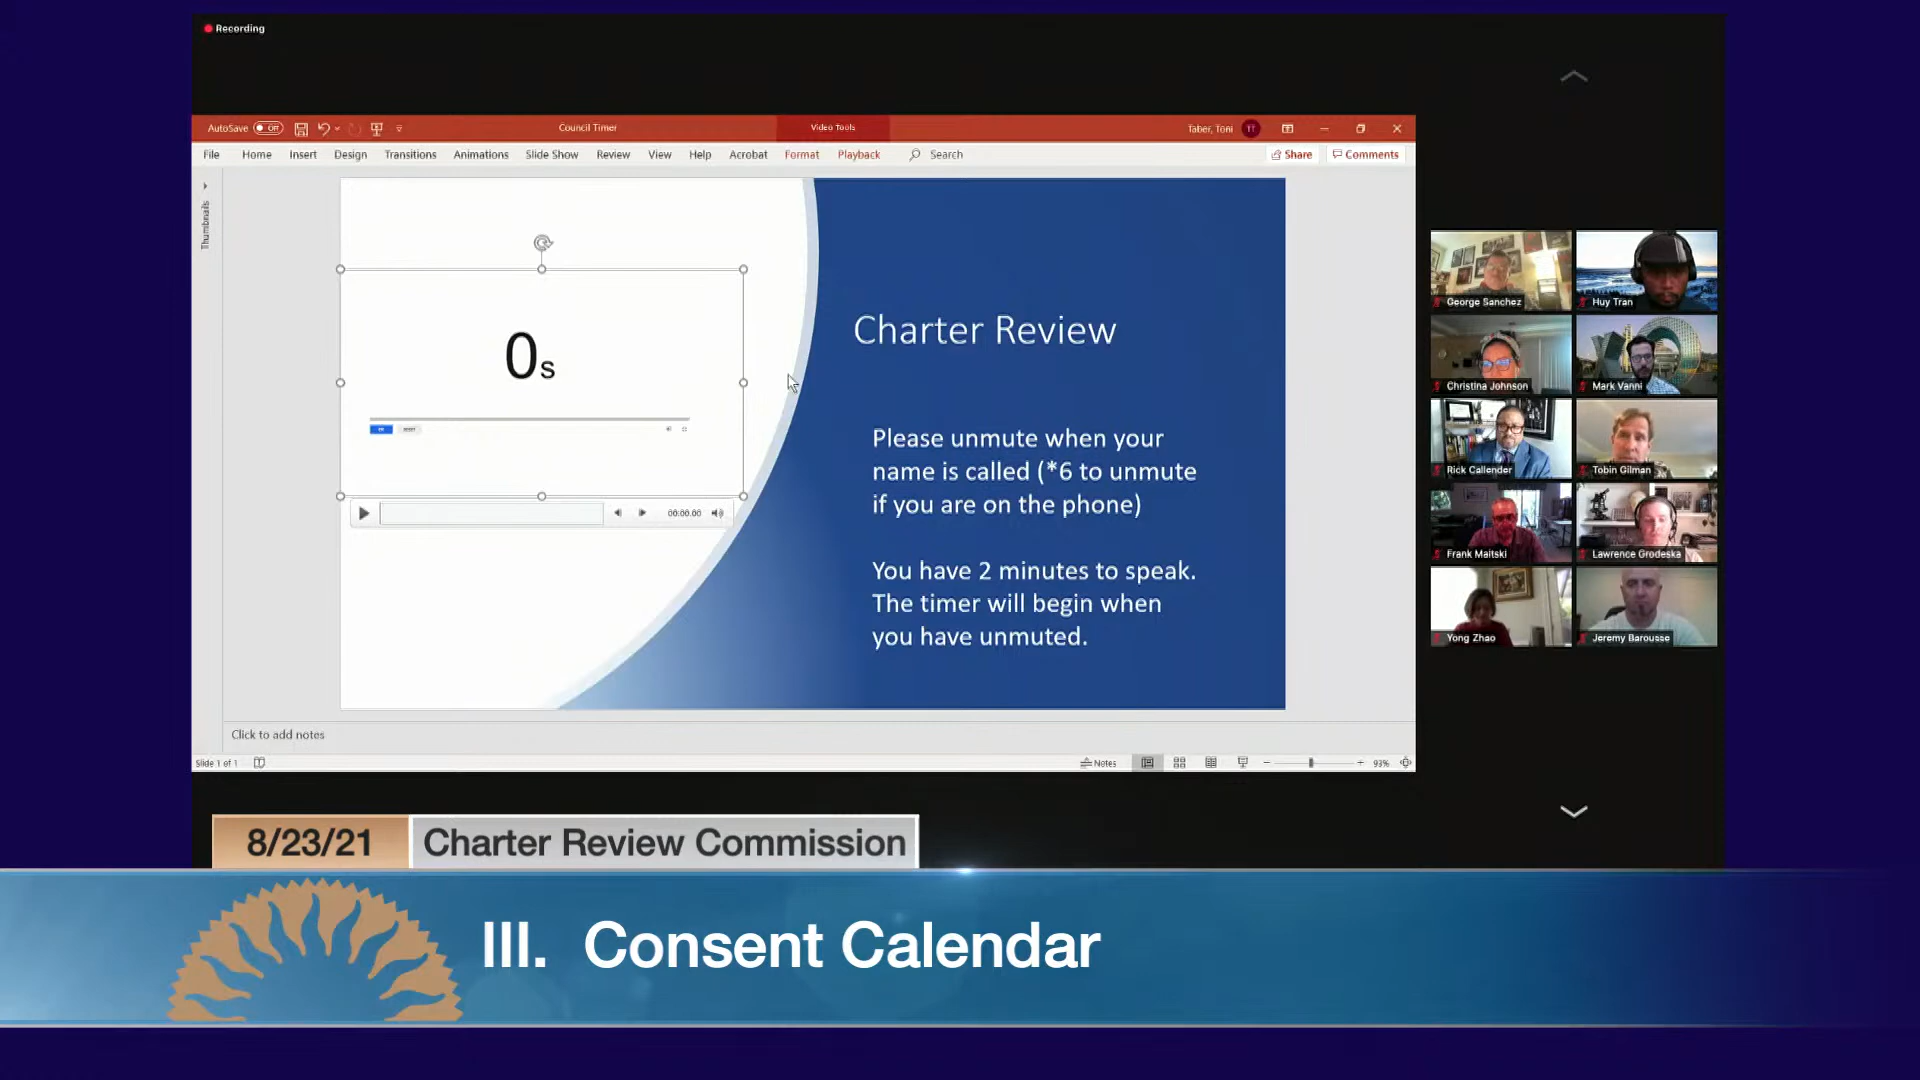 Recording
AutoSave Off
Council Timer
Video Tools
Taber, Toni TT
File Home Insert Design Transitions Animations Slide Show Review View Help Acrobat Format Playback Search
Share Comments
Thumbnails
0s
00:00.00
Charter Review
Please unmute when your
name is called (*6 to unmute
if you are on the phone)
You have 2 minutes to speak.
The timer will begin when
you have unmuted.
Click to add notes
Slide 1 of 1
Notes
93%
George Sanchez
Huy Tran
Christina Johnson
Mark Vanni
Rick Callender
Tobin Gilman
Frank Maitski
Lawrence Grodeska
Yong Zhao
Jeremy Barousse
8/23/21 Charter Review Commission
III. Consent Calendar